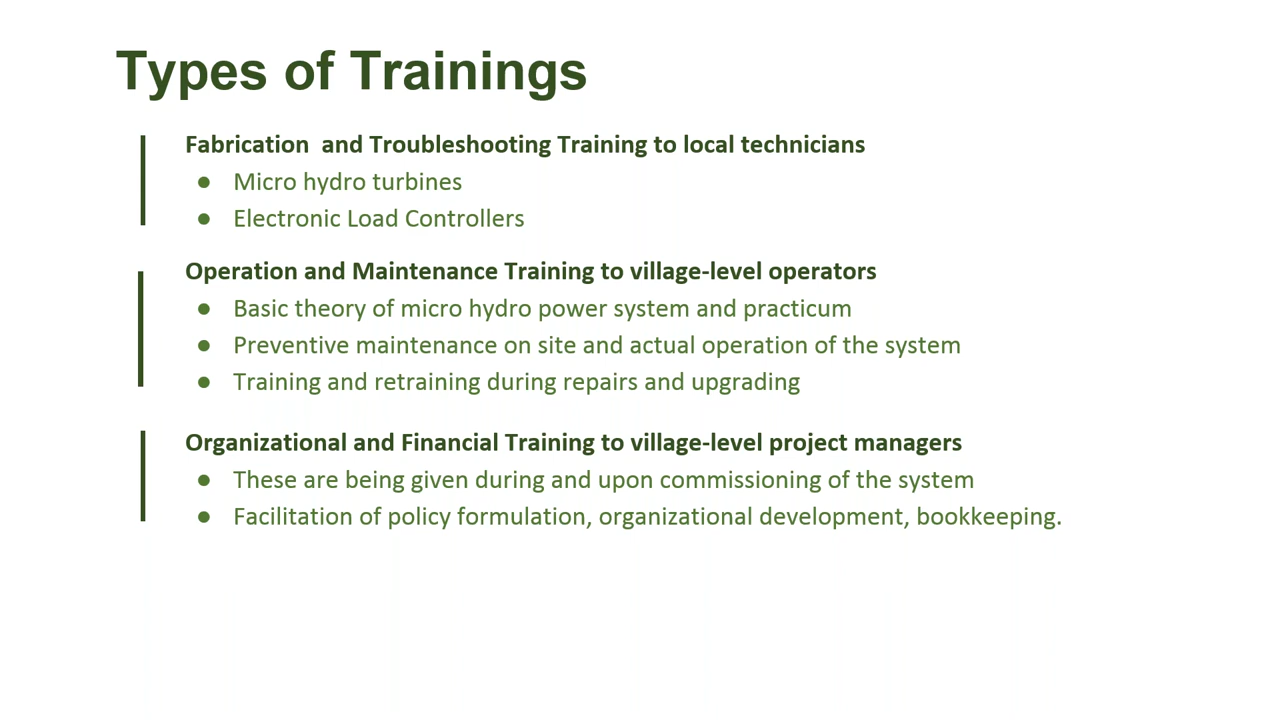 Types of Trainings
Fabrication  and Troubleshooting Training to local technicians
● Micro hydro turbines
● Electronic Load Controllers
Operation and Maintenance Training to village-level operators
● Basic theory of micro hydro power system and practicum
● Preventive maintenance on site and actual operation of the system
● Training and retraining during repairs and upgrading
Organizational and Financial Training to village-level project managers
● These are being given during and upon commissioning of the system
● Facilitation of policy formulation, organizational development, bookkeeping.